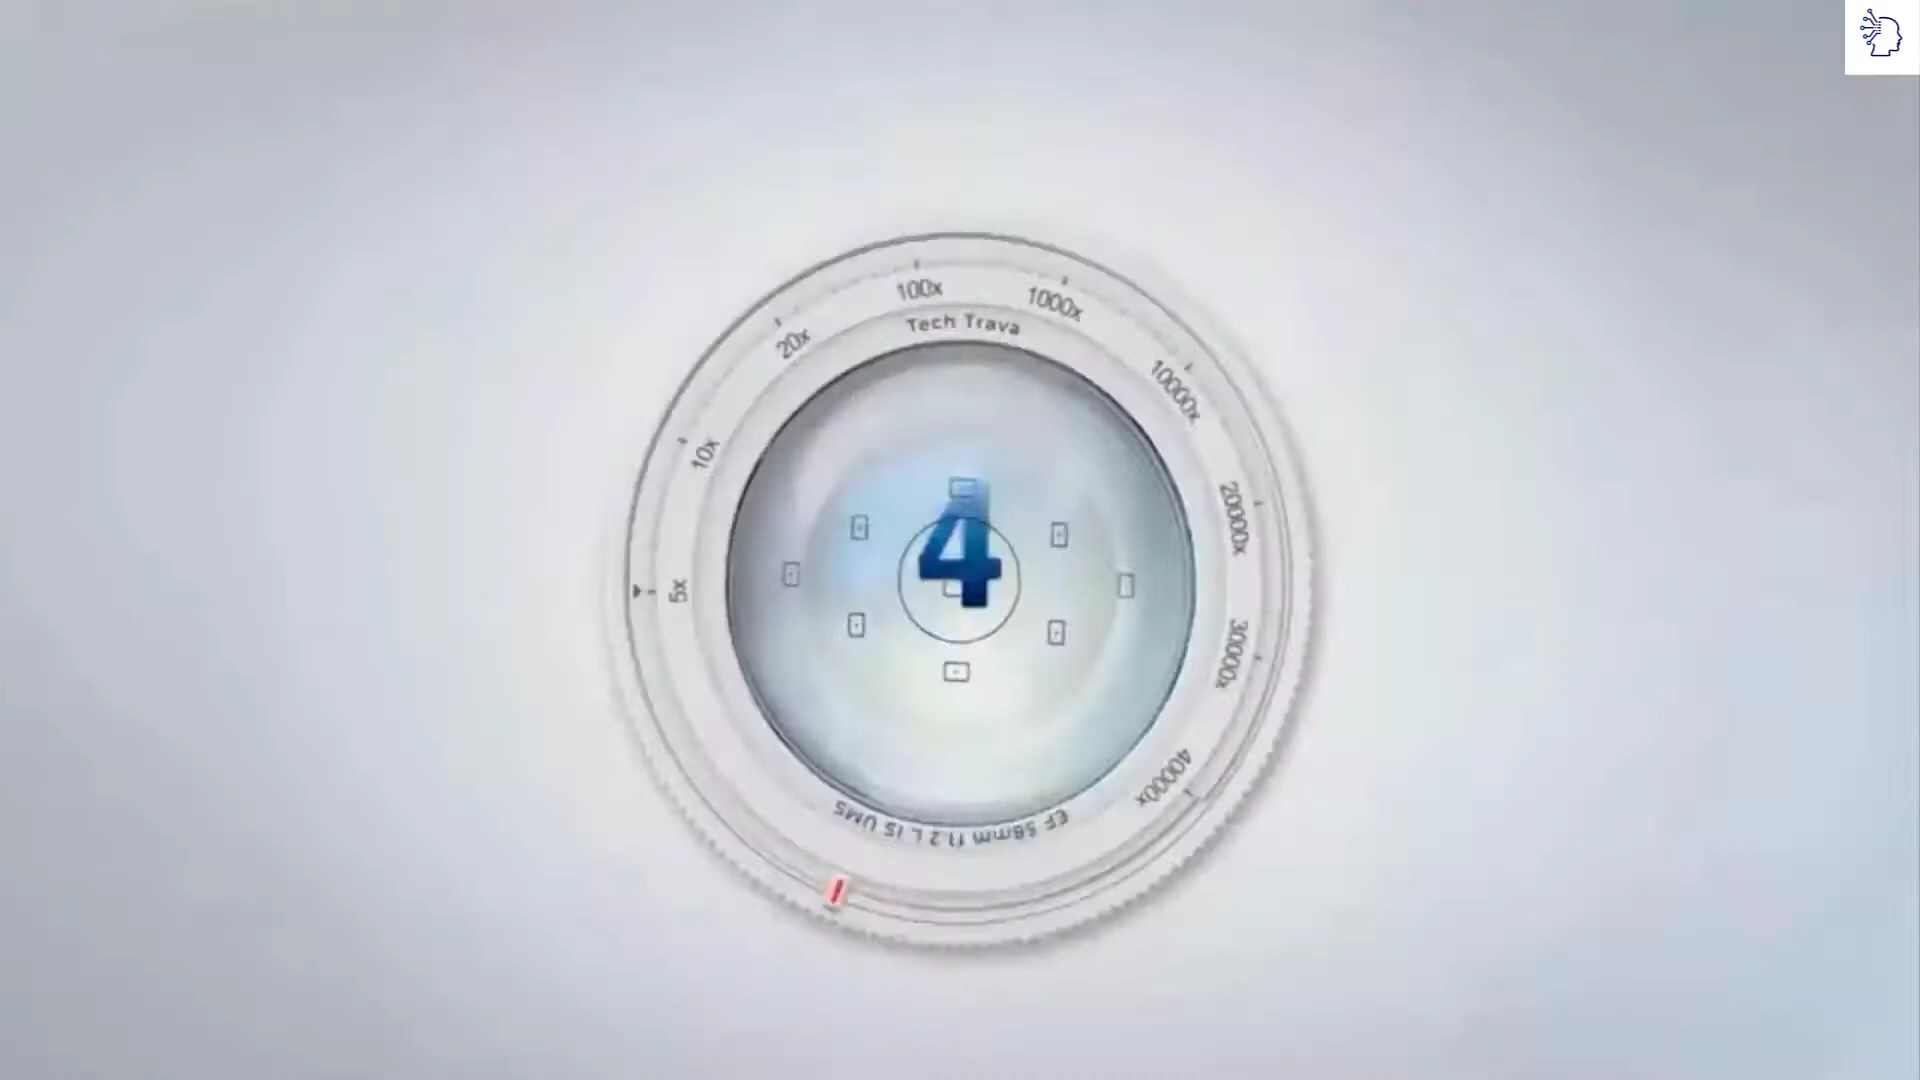 100x
1000x
Tech Trava
20x
10000x
10x
4
20000x
5x
30000x
40000x
EF 58mm f1 2 L IS UMS